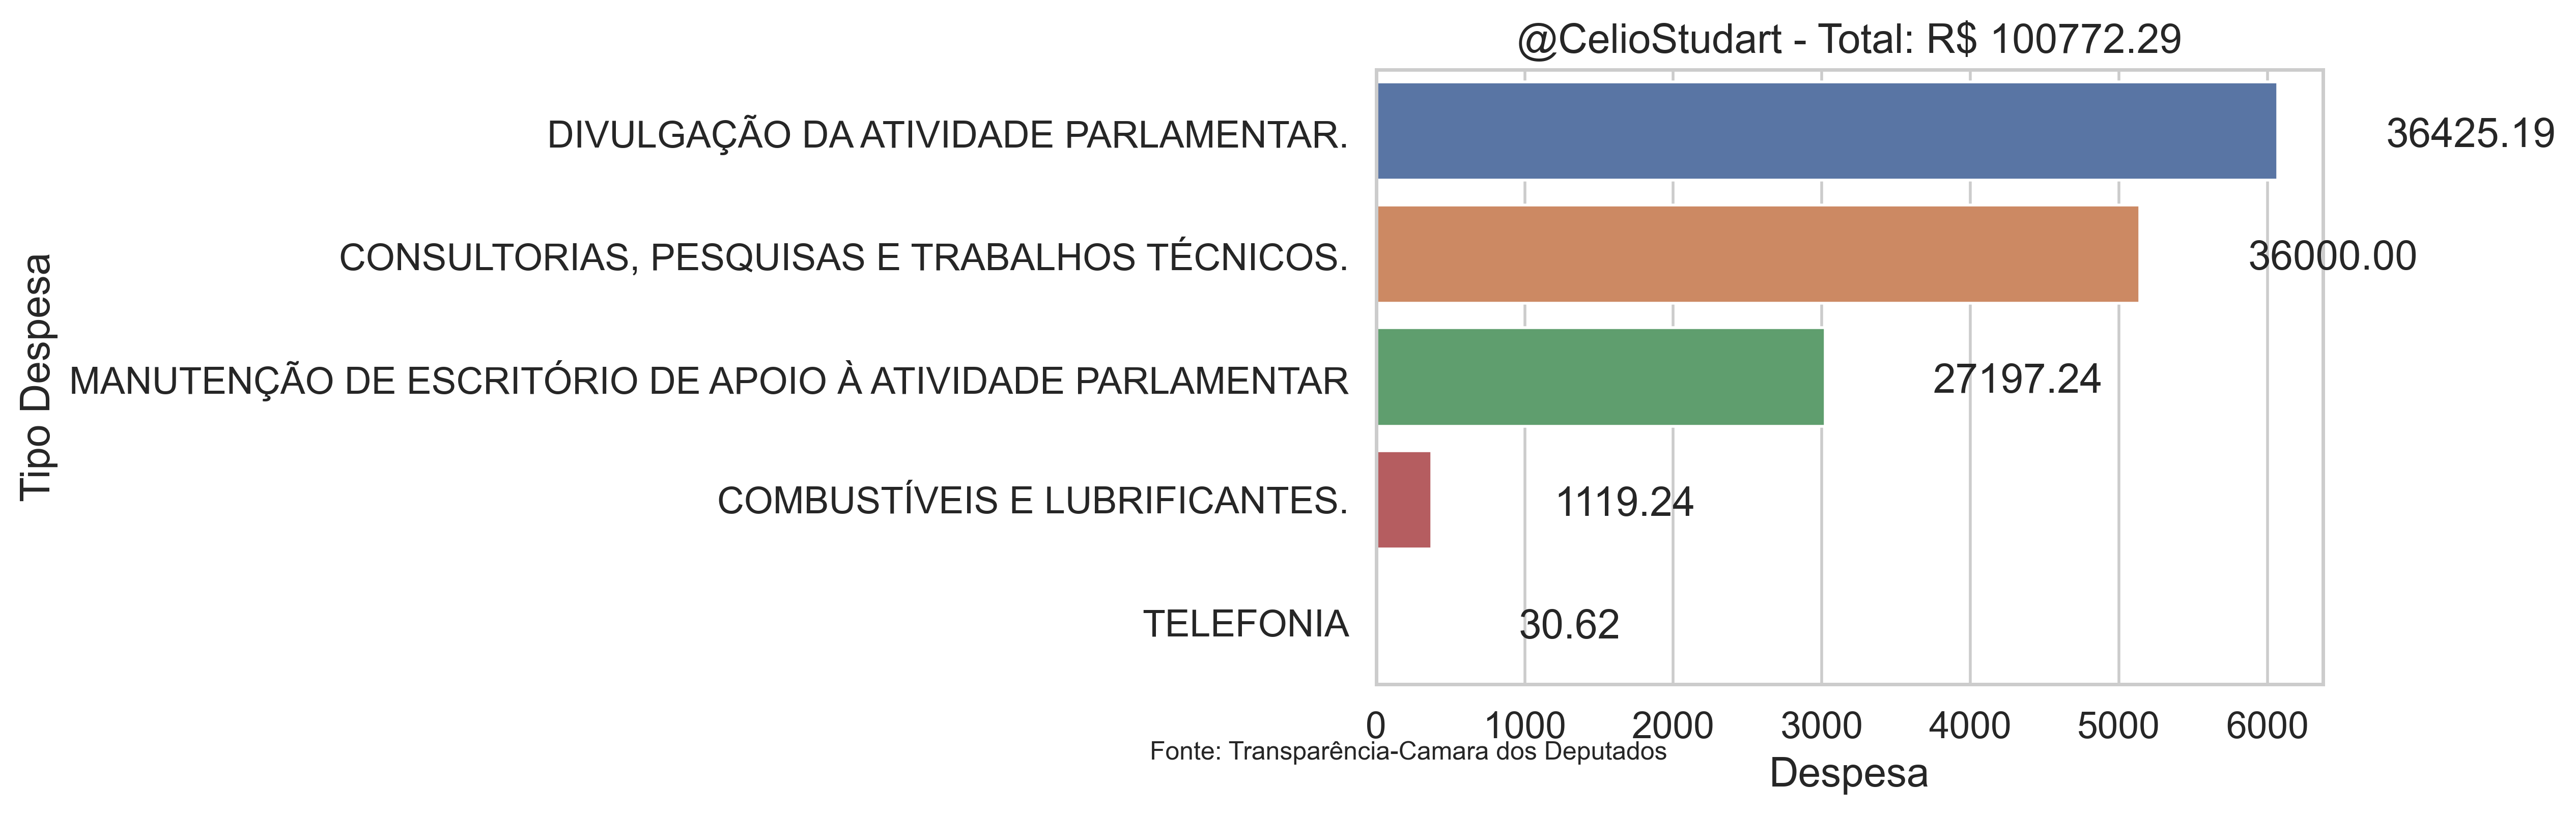 @CelioStudart - Total: R$ 100772.29
DIVULGAÇÃO DA ATIVIDADE PARLAMENTAR.
36425.19
CONSULTORIAS, PESQUISAS E TRABALHOS TÉCNICOS.
36000.00
MANUTENÇÃO DE ESCRITÓRIO DE APOIO À ATIVIDADE PARLAMENTAR
27197.24
COMBUSTÍVEIS E LUBRIFICANTES.
1119.24
TELEFONIA
30.62
Tipo Despesa
0 1000 2000 3000 4000 5000 6000
Fonte: Transparência-Camara dos Deputados
Despesa